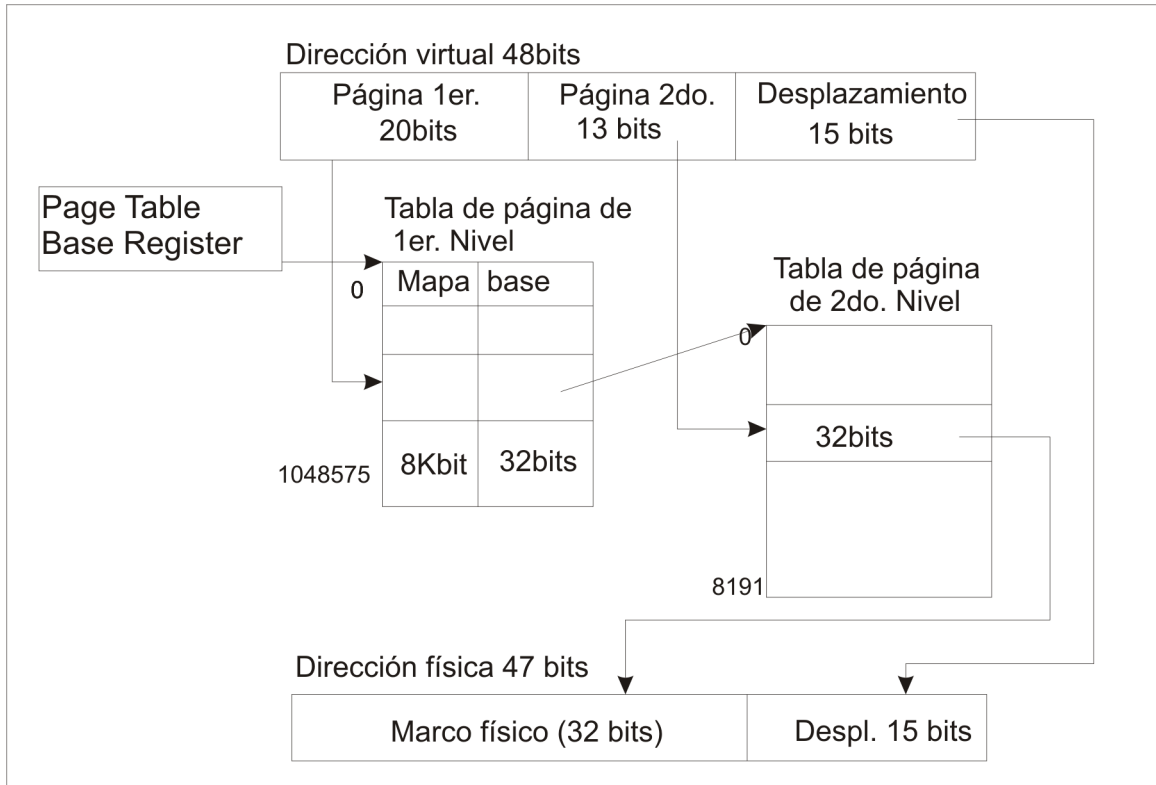 Dirección virtual 48bits
Página 1er.
20bits
Página 2do.
13 bits
Desplazamiento
15 bits
Page Table
Base Register
Tabla de página de
1er. Nivel
0
Mapa
base
1048575
8Kbit
32bits
Tabla de página
de 2do. Nivel
0
32bits
8191
Dirección física 47 bits
Marco físico (32 bits)
Despl. 15 bits